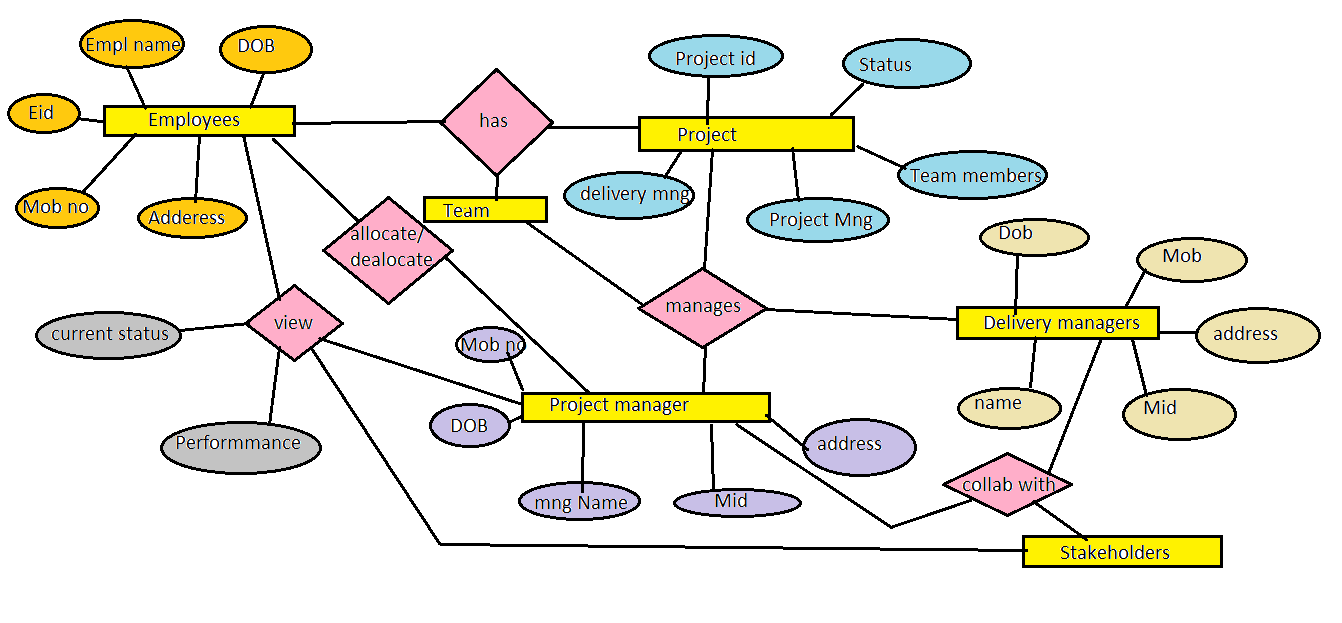 Empl name
DOB
Eid
Employees
Mob no
Adderess
has
Team
Project id
Status
Project
delivery mng
Project Mng
Team members
allocate/
dealocate
view
current status
Performmance
manages
Dob
Mob
Delivery managers
address
name
Mid
Mob no
Project manager
DOB
mng Name
Mid
address
collab with
Stakeholders